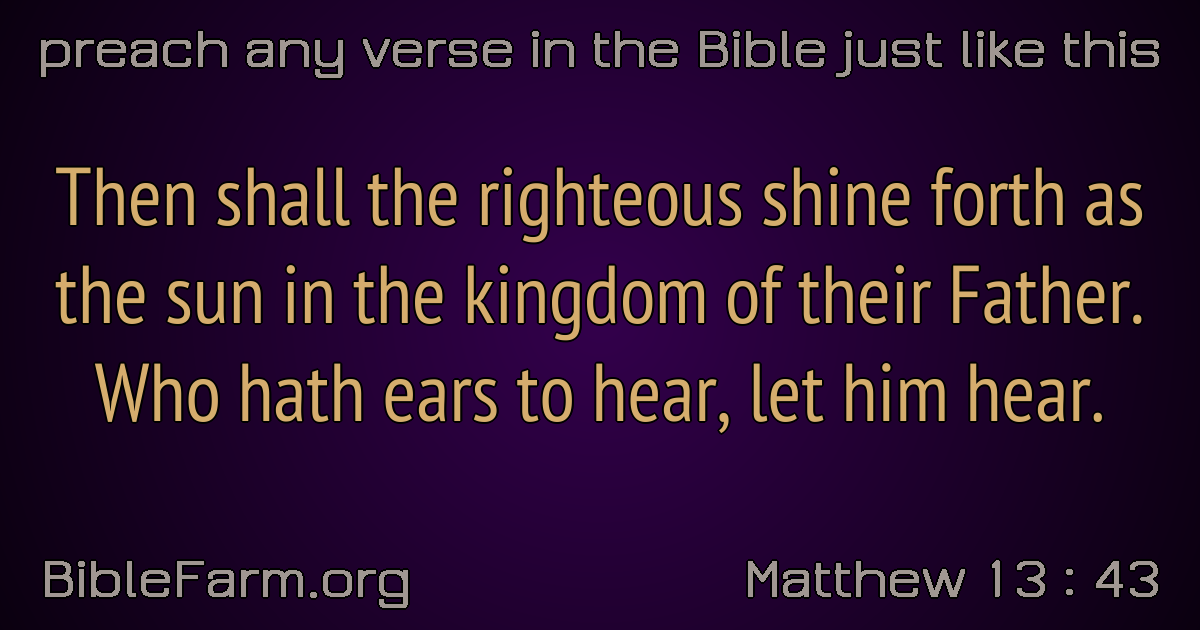 preach any verse in the Bible just like this
Then shall the righteous shine forth as
the sun in the kingdom of their Father.
Who hath ears to hear, let him hear.
BibleFarm.org
Matthew 13 : 43